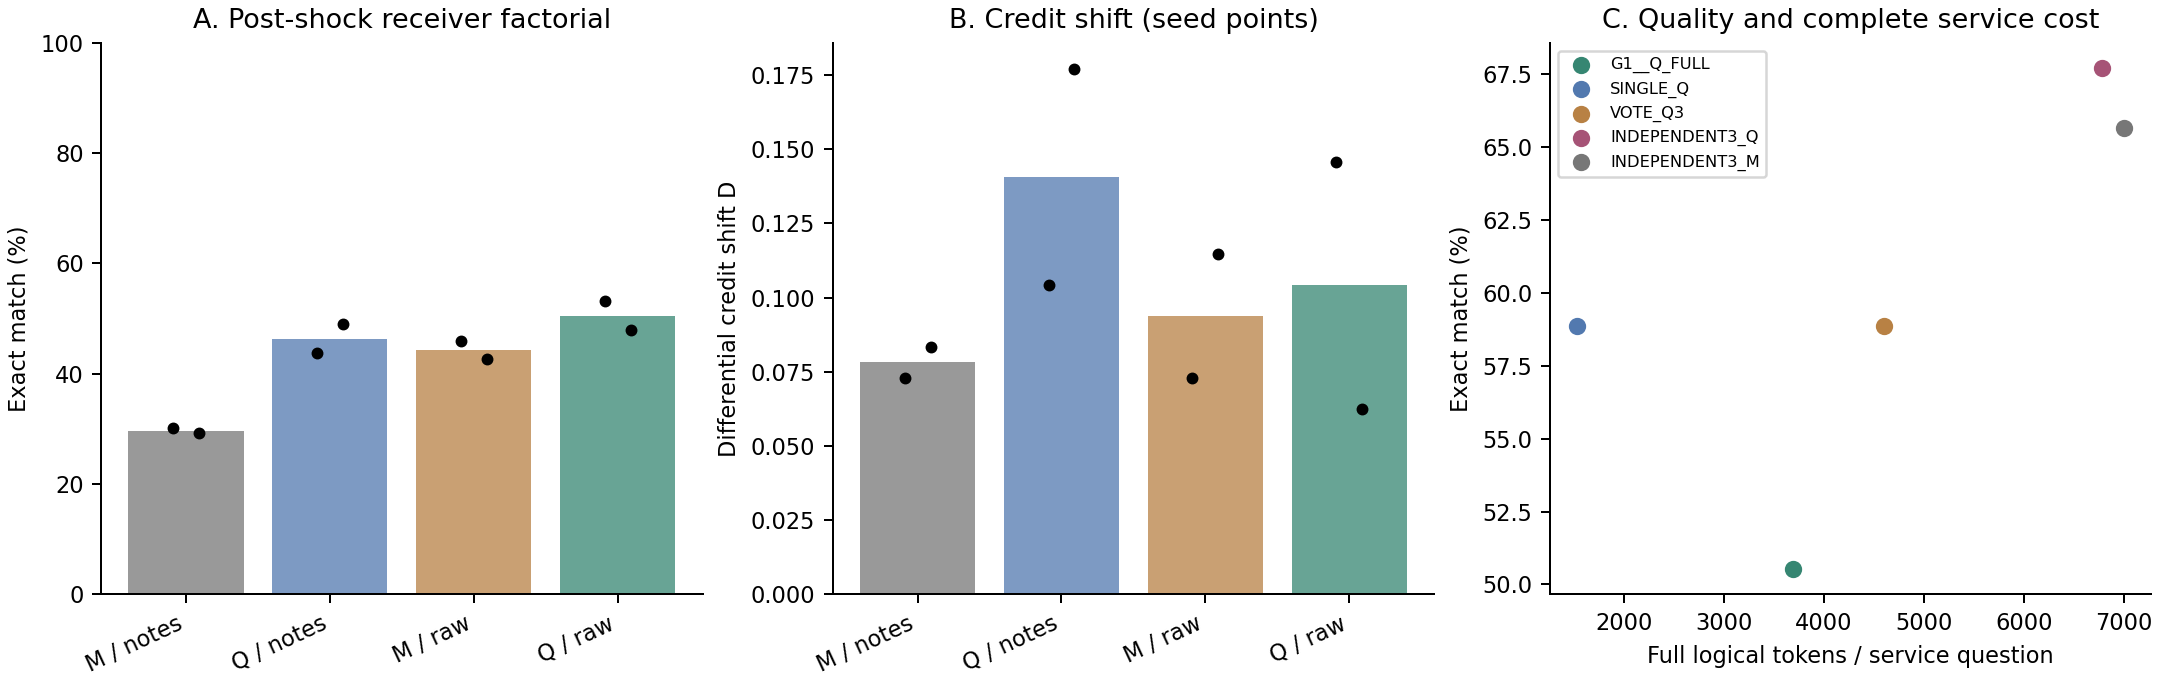 A. Post-shock receiver factorial
Exact match (%)
100
80
60
40
20
0
M / notes
Q / notes
M / raw
Q / raw
B. Credit shift (seed points)
Differential credit shift D
0.175
0.150
0.125
0.100
0.075
0.050
0.025
0.000
M / notes
Q / notes
M / raw
Q / raw
C. Quality and complete service cost
Exact match (%)
67.5
65.0
62.5
60.0
57.5
55.0
52.5
50.0
G1__Q_FULL
SINGLE_Q
VOTE_Q3
INDEPENDENT3_Q
INDEPENDENT3_M
2000
3000
4000
5000
6000
7000
Full logical tokens / service question